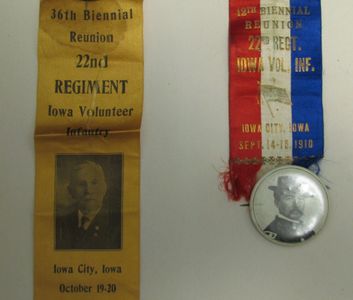 36th Biennial
Reunion
22nd
REGIMENT
Iowa Volunteer
Infantry
Iowa City, Iowa
October 19-20
12TH BIENNIAL
REUNION
22ND REGT.
IOWA VOL. INF.
IOWA CITY, IOWA
SEPT. 14-15, 1910